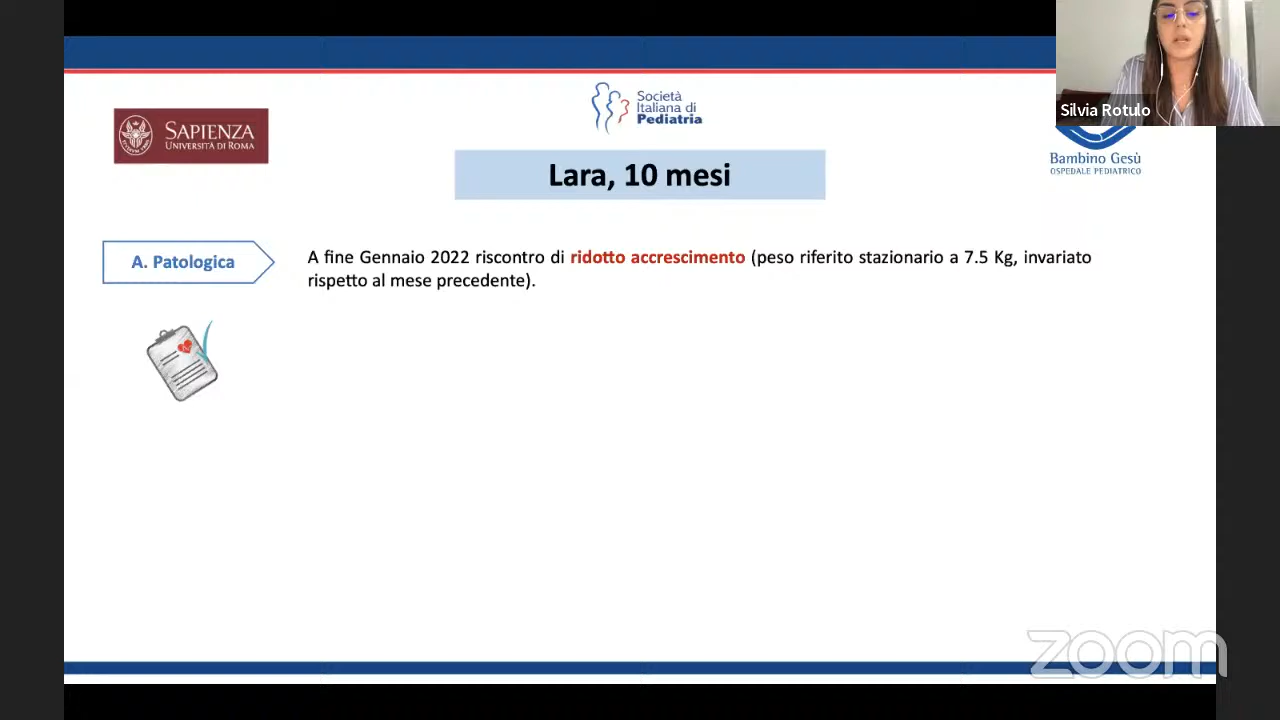 Silvia Rotulo
SAPIENZA
UNIVERSITÀ DI ROMA
Società
Italiana di
Pediatria
Bambino Gesù
OSPEDALE PEDIATRICO
Lara, 10 mesi
A. Patologica
A fine Gennaio 2022 riscontro di ridotto accrescimento (peso riferito stazionario a 7.5 Kg, invariato
rispetto al mese precedente).
zoom